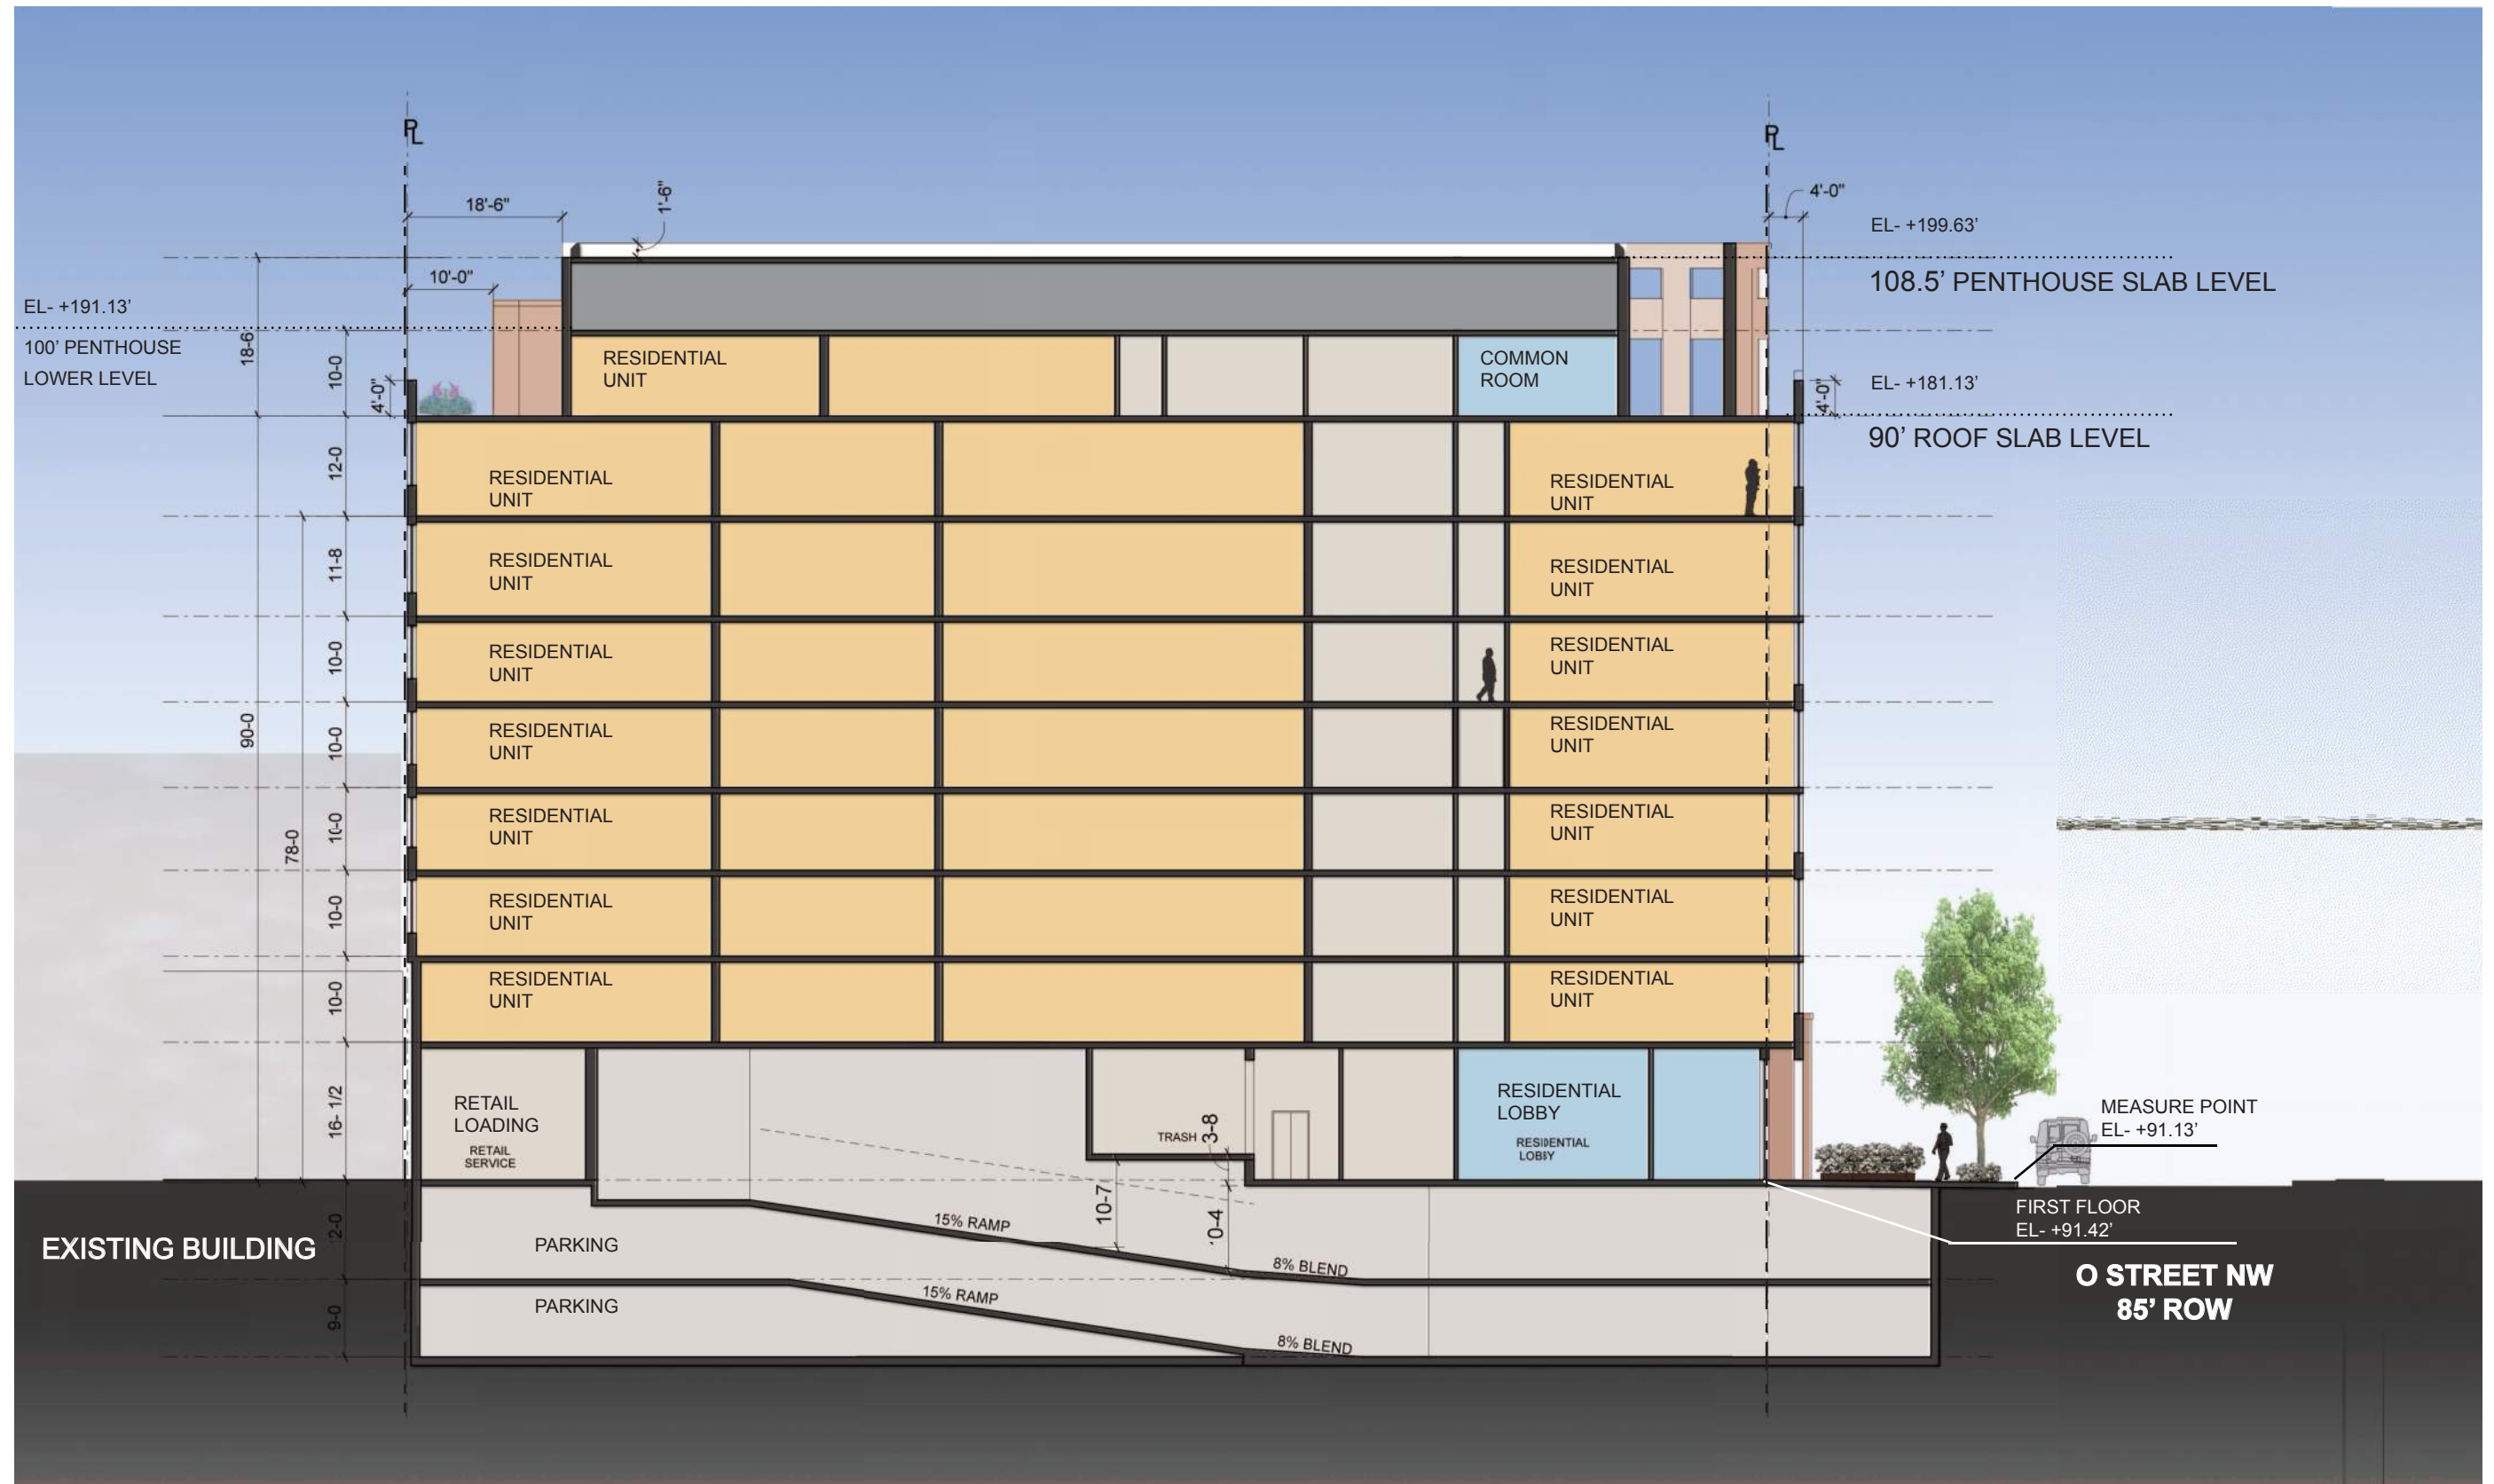 PL
PL
18'-6"
1'-6"
4'-0"
EL- +199.63’
108.5’ PENTHOUSE SLAB LEVEL
10'-0"
EL- +191.13’
100’ PENTHOUSE
LOWER LEVEL
18-6
10-0
4'-0"
RESIDENTIAL
UNIT
COMMON
ROOM
4'-0"
EL- +181.13’
90’ ROOF SLAB LEVEL
12-0
RESIDENTIAL
UNIT
RESIDENTIAL
UNIT
11-8
RESIDENTIAL
UNIT
RESIDENTIAL
UNIT
10-0
RESIDENTIAL
UNIT
RESIDENTIAL
UNIT
90-0
10-0
RESIDENTIAL
UNIT
RESIDENTIAL
UNIT
78-0
10-0
RESIDENTIAL
UNIT
RESIDENTIAL
UNIT
10-0
RESIDENTIAL
UNIT
RESIDENTIAL
UNIT
10-0
RESIDENTIAL
UNIT
RESIDENTIAL
UNIT
16- 1/2
RETAIL
LOADING
RETAIL
SERVICE
TRASH
3-8
RESIDENTIAL
LOBBY
RESIDENTIAL
LOBBY
MEASURE POINT
EL- +91.13’
FIRST FLOOR
EL- +91.42’
EXISTING BUILDING
PARKING
15% RAMP
10-7
8% BLEND
O STREET NW
85’ ROW
9-0
PARKING
15% RAMP
8% BLEND